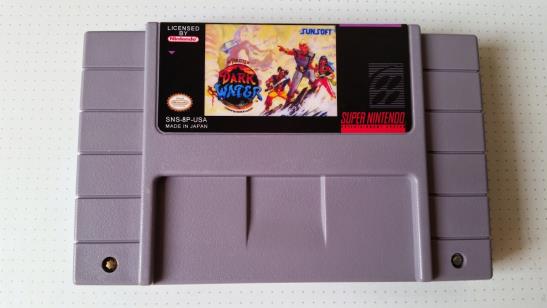 LICENSED
BY
Nintendo
SUNSOFT
DARK
WATER
SNS-8P-USA
MADE IN JAPAN
SUPER NINTENDO